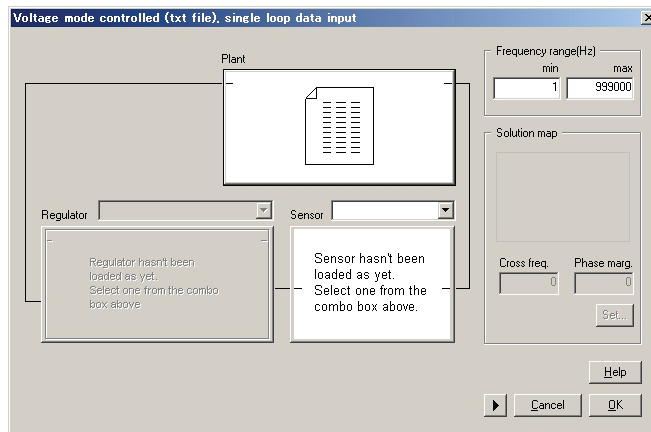 Voltage mode controlled (txt file), single loop data input
Plant
Frequency range(Hz)
min max
1 999000
Solution map
Regulator
Sensor
Regulator hasn't been
loaded as yet.
Select one from the combo
box above
Sensor hasn't been
loaded as yet.
Select one from the
combo box above.
Cross freq. Phase marg.
0 0
Set...
Help
Cancel OK